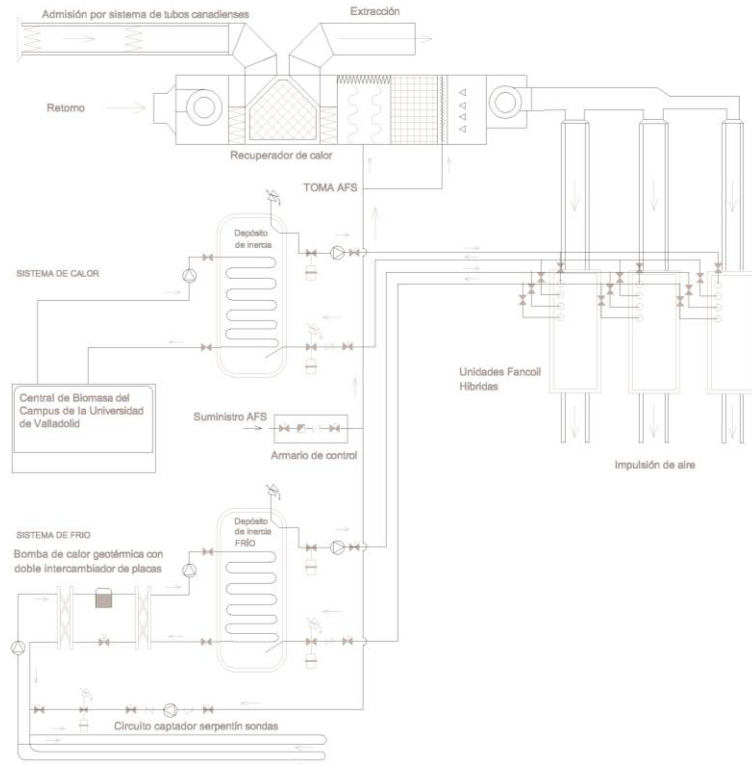 Admisión por sistema de tubos canadienses
Extracción
Retorno
Recuperador de calor
TOMA AFS
Depósito
de inercia
SISTEMA DE CALOR
Unidades Fancoil
Híbridas
Central de Biomasa del
Campus de la Universidad
de Valladolid
Suministro AFS
Armario de control
Impulsión de aire
SISTEMA DE FRIO
Depósito
de inercia
FRÍO
Bomba de calor geotérmica con
doble intercambiador de placas
Circuito captador serpentín sondas